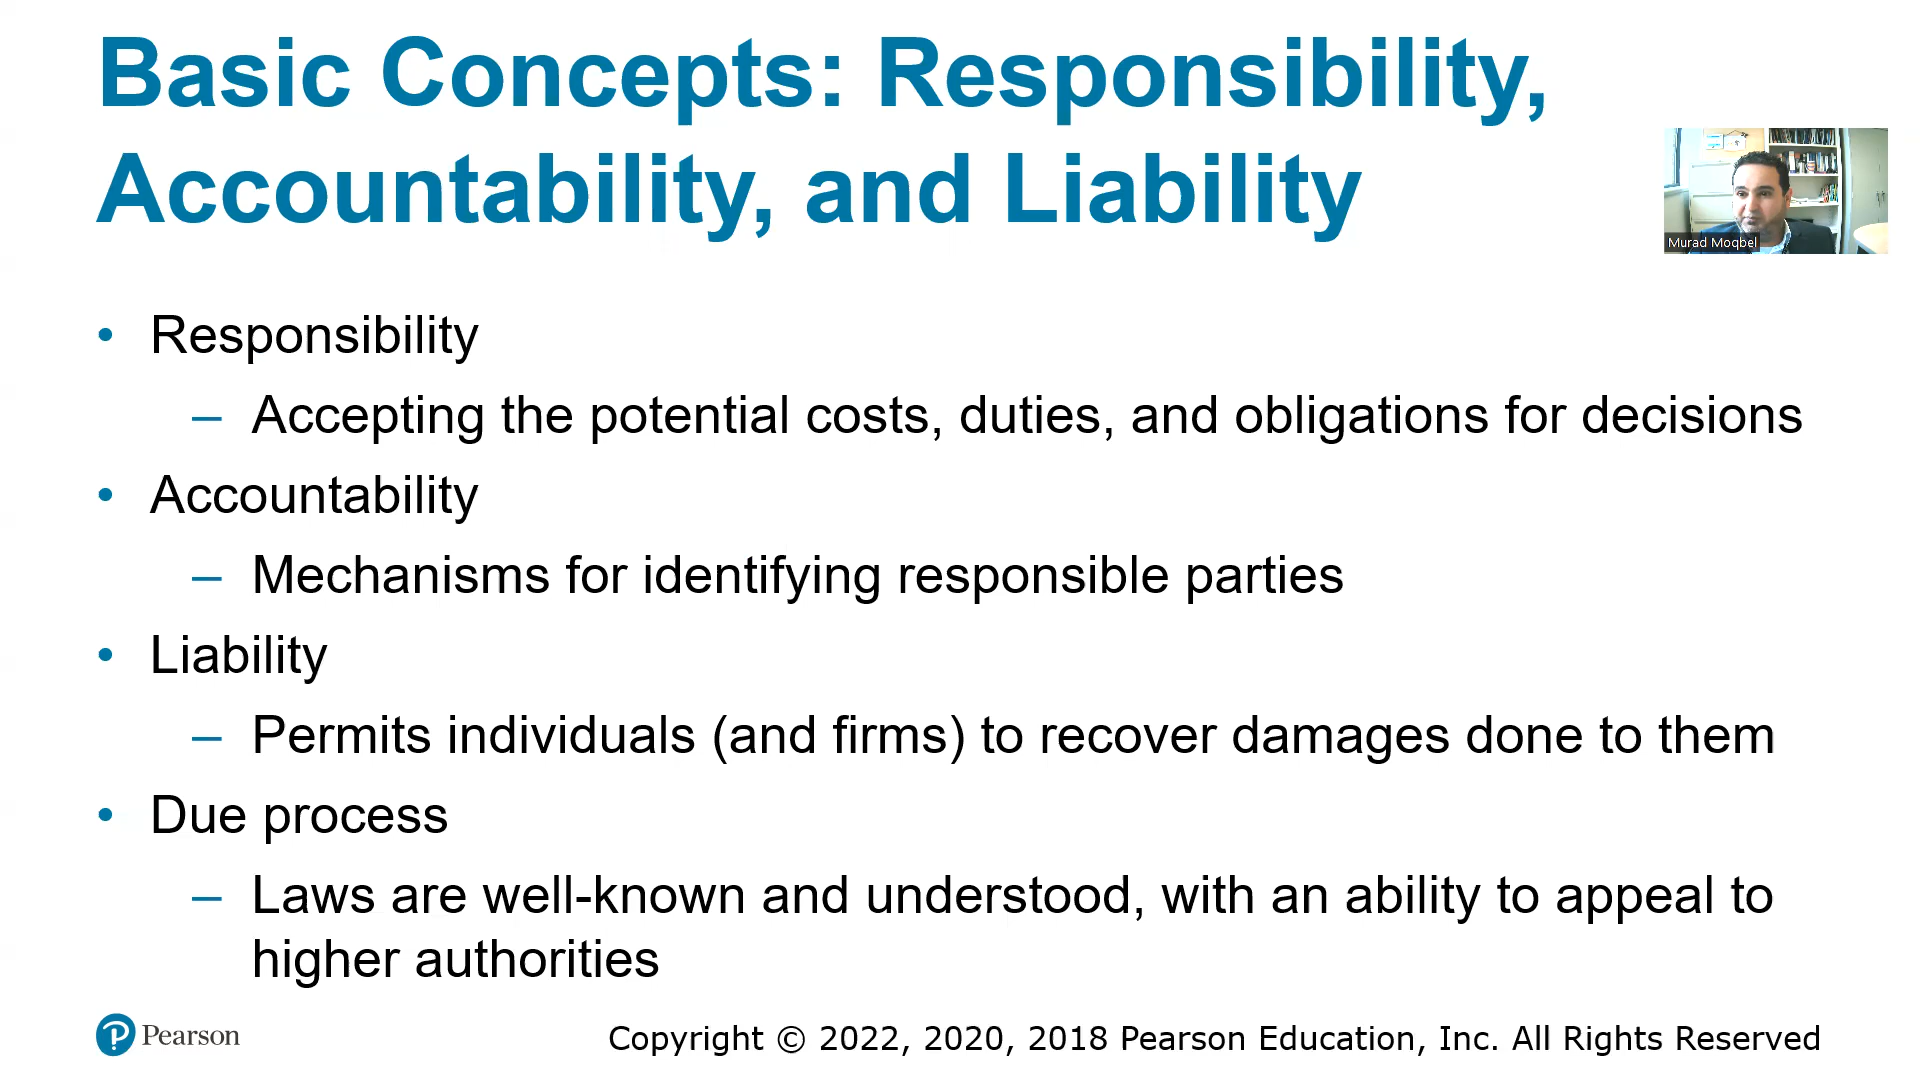 Basic Concepts: Responsibility,
Accountability, and Liability
Murad Moqbel
• Responsibility
– Accepting the potential costs, duties, and obligations for decisions
• Accountability
– Mechanisms for identifying responsible parties
• Liability
– Permits individuals (and firms) to recover damages done to them
• Due process
– Laws are well-known and understood, with an ability to appeal to
higher authorities
P Pearson
Copyright © 2022, 2020, 2018 Pearson Education, Inc. All Rights Reserved